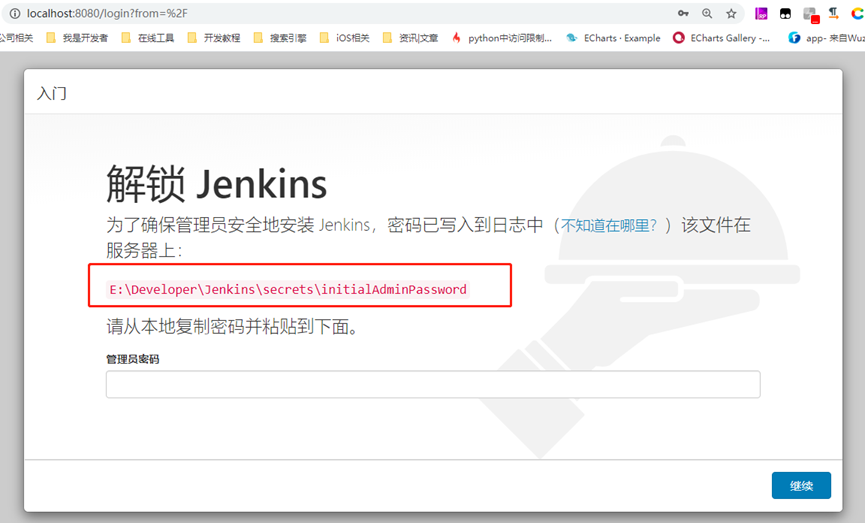 localhost:8080/login?from=%2F
公司相关 我是开发者 在线工具 开发教程 搜索引擎 iOS相关 资讯|文章 python中访问限制... ECharts · Example ECharts Gallery -... app- 来自Wuz
入门
解锁 Jenkins
为了确保管理员安全地安装 Jenkins，密码已写入到日志中（不知道在哪里？）该文件在
服务器上：
E:\Developer\Jenkins\secrets\initialAdminPassword
请从本地复制密码并粘贴到下面。
管理员密码
继续